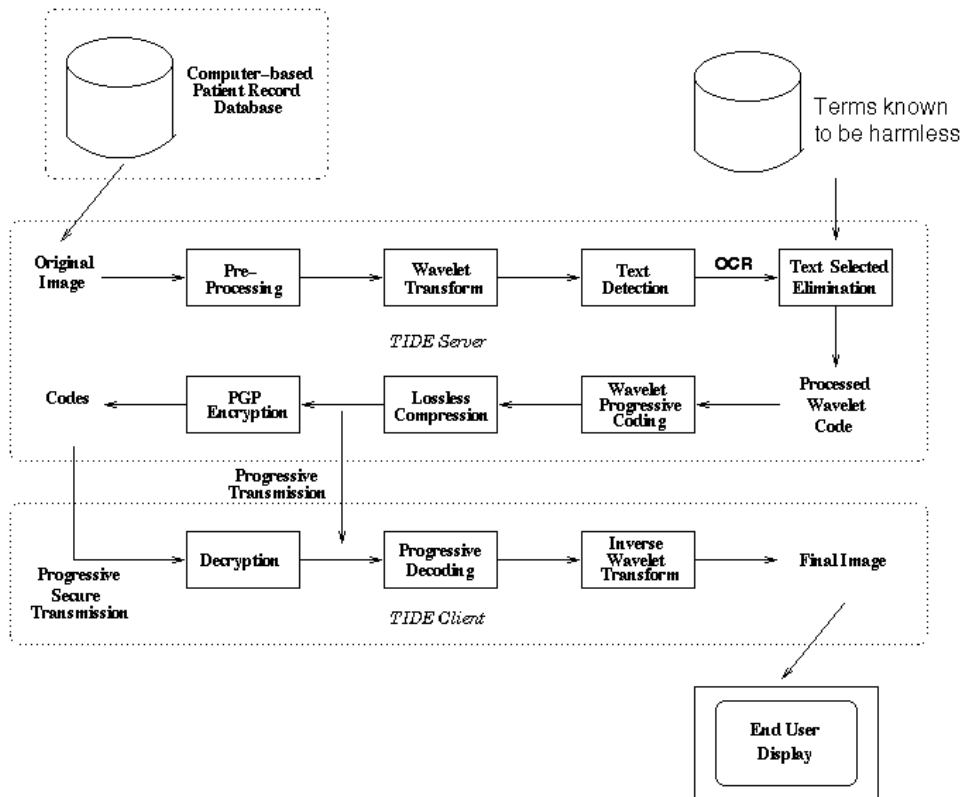 Computer-based
Patient Record
Database
Terms known
to be harmless
Original
Image
Pre-
Processing
Wavelet
Transform
Text
Detection
OCR
Text Selected
Elimination
TIDE Server
Codes
PGP
Encryption
Lossless
Compression
Wavelet
Progressive
Coding
Processed
Wavelet
Code
Progressive
Transmission
Progressive
Secure
Transmission
Decryption
Progressive
Decoding
Inverse
Wavelet
Transform
Final Image
TIDE Client
End User
Display